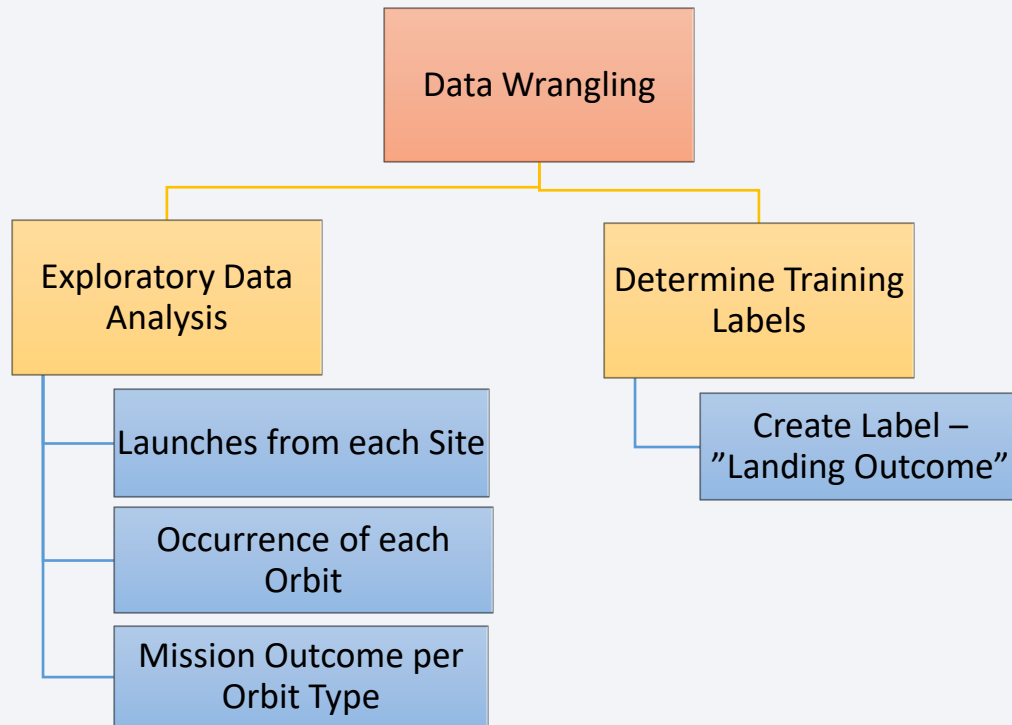 Data Wrangling
Exploratory Data
Analysis
Determine Training
Labels
Launches from each Site
Create Label –
”Landing Outcome”
Occurrence of each
Orbit
Mission Outcome per
Orbit Type